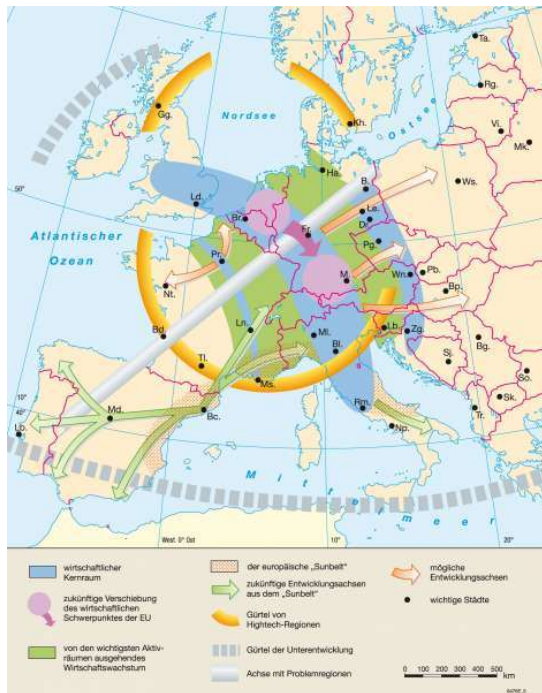 Ta.
Rg.
Gg.
Nordsee
Kh.
Ostsee
Vi.
Mk.
Ha.
B.
Ws.
50°
Ld.
Br.
Le.
Fr.
D.
Atlantischer
Ozean
Pr.
Pg.
M.
Wn.
Pb.
Bp.
Nt.
Bd.
Ln.
Ml.
Lb.
Zg.
Bl.
Bg.
Tl.
Ms.
Sj.
So.
10°
40°
Md.
Bc.
Rm.
Np.
Sk.
Tr.
Lb.
Mittelmeer
West. 0° Ost
10°
20°
wirtschaftlicher
Kernraum
zukünftige Verschiebung
des wirtschaftlichen
Schwerpunktes der EU
von den wichtigsten Aktiv-
räumen ausgehendes
Wirtschaftswachstum
der europäische „Sunbelt“
zukünftige Entwicklungsachsen
aus dem „Sunbelt“
Gürtel von
Hightech-Regionen
Gürtel der Unterentwicklung
Achse mit Problemregionen
mögliche
Entwicklungsachsen
wichtige Städte
0 100 200 300 400 500
km